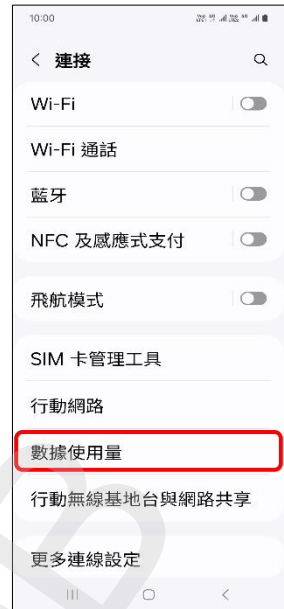 10:00
連接
Wi-Fi
Wi-Fi 通話
藍牙
NFC 及感應式支付
飛航模式
SIM 卡管理工具
行動網路
數據使用量
行動無線基地台與網路共享
更多連線設定